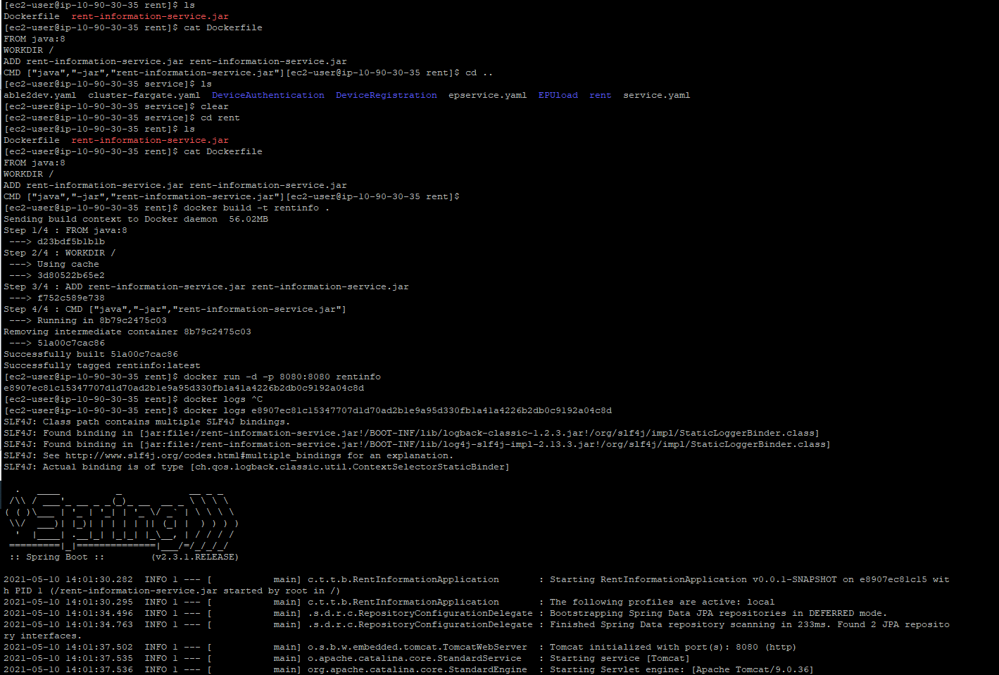 [ec2-user@ip-10-90-30-35 rent]$ ls
Dockerfile  rent-information-service.jar
[ec2-user@ip-10-90-30-35 rent]$ cat Dockerfile
FROM java:8
WORKDIR /
ADD rent-information-service.jar rent-information-service.jar
CMD ["java","-jar","rent-information-service.jar"][ec2-user@ip-10-90-30-35 rent]$ cd ..
[ec2-user@ip-10-90-30-35 service]$ ls
able2dev.yaml  cluster-fargate.yaml  DeviceAuthentication  DeviceRegistration  epservice.yaml  EPUload  rent  service.yaml
[ec2-user@ip-10-90-30-35 service]$ clear
[ec2-user@ip-10-90-30-35 service]$ cd rent
[ec2-user@ip-10-90-30-35 rent]$ ls
Dockerfile  rent-information-service.jar
[ec2-user@ip-10-90-30-35 rent]$ cat Dockerfile
FROM java:8
WORKDIR /
ADD rent-information-service.jar rent-information-service.jar
CMD ["java","-jar","rent-information-service.jar"][ec2-user@ip-10-90-30-35 rent]$
[ec2-user@ip-10-90-30-35 rent]$ docker build -t rentinfo .
Sending build context to Docker daemon  56.02MB
Step 1/4 : FROM java:8
 ---> d23bdf5b1b1b
Step 2/4 : WORKDIR /
 ---> Using cache
 ---> 3d80522b65e2
Step 3/4 : ADD rent-information-service.jar rent-information-service.jar
 ---> f752c589e738
Step 4/4 : CMD ["java","-jar","rent-information-service.jar"]
 ---> Running in 8b79c2475c03
Removing intermediate container 8b79c2475c03
 ---> 51a00c7cac86
Successfully built 51a00c7cac86
Successfully tagged rentinfo:latest
[ec2-user@ip-10-90-30-35 rent]$ docker run -d -p 8080:8080 rentinfo
e8907ec81c15347707d1d70ad2b1e9a95d330fb1a41a4226b2db0c9192a04c8d
[ec2-user@ip-10-90-30-35 rent]$ docker logs ^C
[ec2-user@ip-10-90-30-35 rent]$ docker logs e8907ec81c15347707d1d70ad2b1e9a95d330fb1a41a4226b2db0c9192a04c8d
SLF4J: Class path contains multiple SLF4J bindings.
SLF4J: Found binding in [jar:file:/rent-information-service.jar!/BOOT-INF/lib/logback-classic-1.2.3.jar!/org/slf4j/impl/StaticLoggerBinder.class]
SLF4J: Found binding in [jar:file:/rent-information-service.jar!/BOOT-INF/lib/log4j-slf4j-impl-2.13.3.jar!/org/slf4j/impl/StaticLoggerBinder.class]
SLF4J: See http://www.slf4j.org/codes.html#multiple_bindings for an explanation.
SLF4J: Actual binding is of type [ch.qos.logback.classic.util.ContextSelectorStaticBinder]
  .   ____          _            __ _ _
 /\\ / ___'_ __ _ _(_)_ __  __ _ \ \ \ \
( ( )\___ | '_ | '_| | '_ \/ _` | \ \ \ \
 \\/  ___)| |_)| | | | | || (_| |  ) ) ) )
  '  |____| .__|_| |_|_| |_\__, | / / / /
 =========|_|==============|___/=/_/_/_/
 :: Spring Boot ::        (v2.3.1.RELEASE)
2021-05-10 14:01:30.282  INFO 1 --- [           main] c.t.t.b.RentInformationApplication       : Starting RentInformationApplication v0.0.1-SNAPSHOT on e8907ec81c15 wit
h PID 1 (/rent-information-service.jar started by root in /)
2021-05-10 14:01:30.295  INFO 1 --- [           main] c.t.t.b.RentInformationApplication       : The following profiles are active: local
2021-05-10 14:01:34.496  INFO 1 --- [           main] .s.d.r.c.RepositoryConfigurationDelegate : Bootstrapping Spring Data JPA repositories in DEFERRED mode.
2021-05-10 14:01:34.763  INFO 1 --- [           main] .s.d.r.c.RepositoryConfigurationDelegate : Finished Spring Data repository scanning in 233ms. Found 2 JPA reposito
ry interfaces.
2021-05-10 14:01:37.502  INFO 1 --- [           main] o.s.b.w.embedded.tomcat.TomcatWebServer  : Tomcat initialized with port(s): 8080 (http)
2021-05-10 14:01:37.535  INFO 1 --- [           main] o.apache.catalina.core.StandardService   : Starting service [Tomcat]
2021-05-10 14:01:37.536  INFO 1 --- [           main] org.apache.catalina.core.StandardEngine  : Starting Servlet engine: [Apache Tomcat/9.0.36]